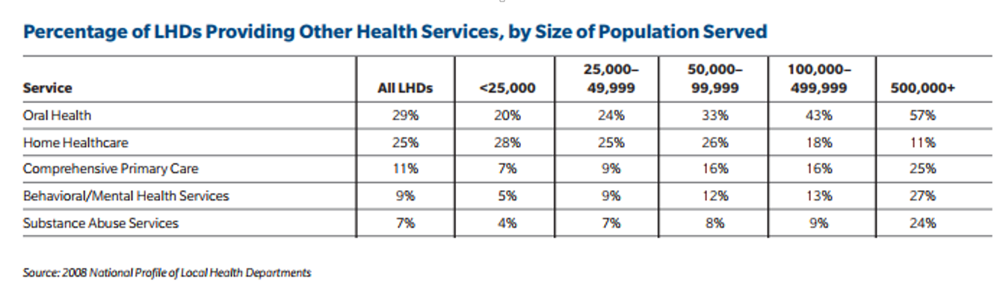 Percentage of LHDs Providing Other Health Services, by Size of Population Served
Service All LHDs <25,000 25,000–49,999 50,000–99,999 100,000–499,999 500,000+
Oral Health 29% 20% 24% 33% 43% 57%
Home Healthcare 25% 28% 25% 26% 18% 11%
Comprehensive Primary Care 11% 7% 9% 16% 16% 25%
Behavioral/Mental Health Services 9% 5% 9% 12% 13% 27%
Substance Abuse Services 7% 4% 7% 8% 9% 24%
Source: 2008 National Profile of Local Health Departments